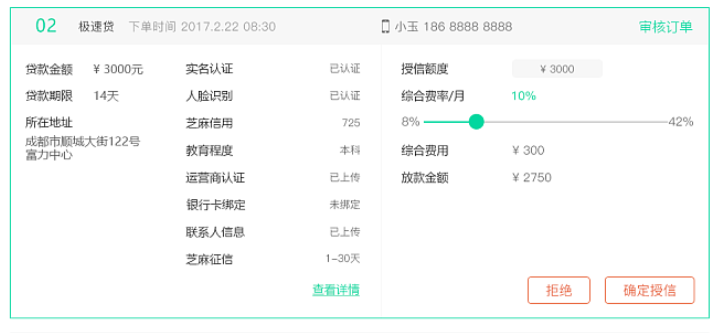 02 极速贷 下单时间 2017.2.22 08:30 小玉 186 8888 8888 审核订单
贷款金额 ¥ 3000元
贷款期限 14天
所在地址
成都市顺城大街122号
富力中心
实名认证 已认证
人脸识别 已认证
芝麻信用 725
教育程度 本科
运营商认证 已上传
银行卡绑定 未绑定
联系人信息 已上传
芝麻征信 1-30天
查看详情
授信额度 ¥ 3000
综合费率/月 10%
8% 42%
综合费用 ¥ 300
放款金额 ¥ 2750
拒绝 确定授信